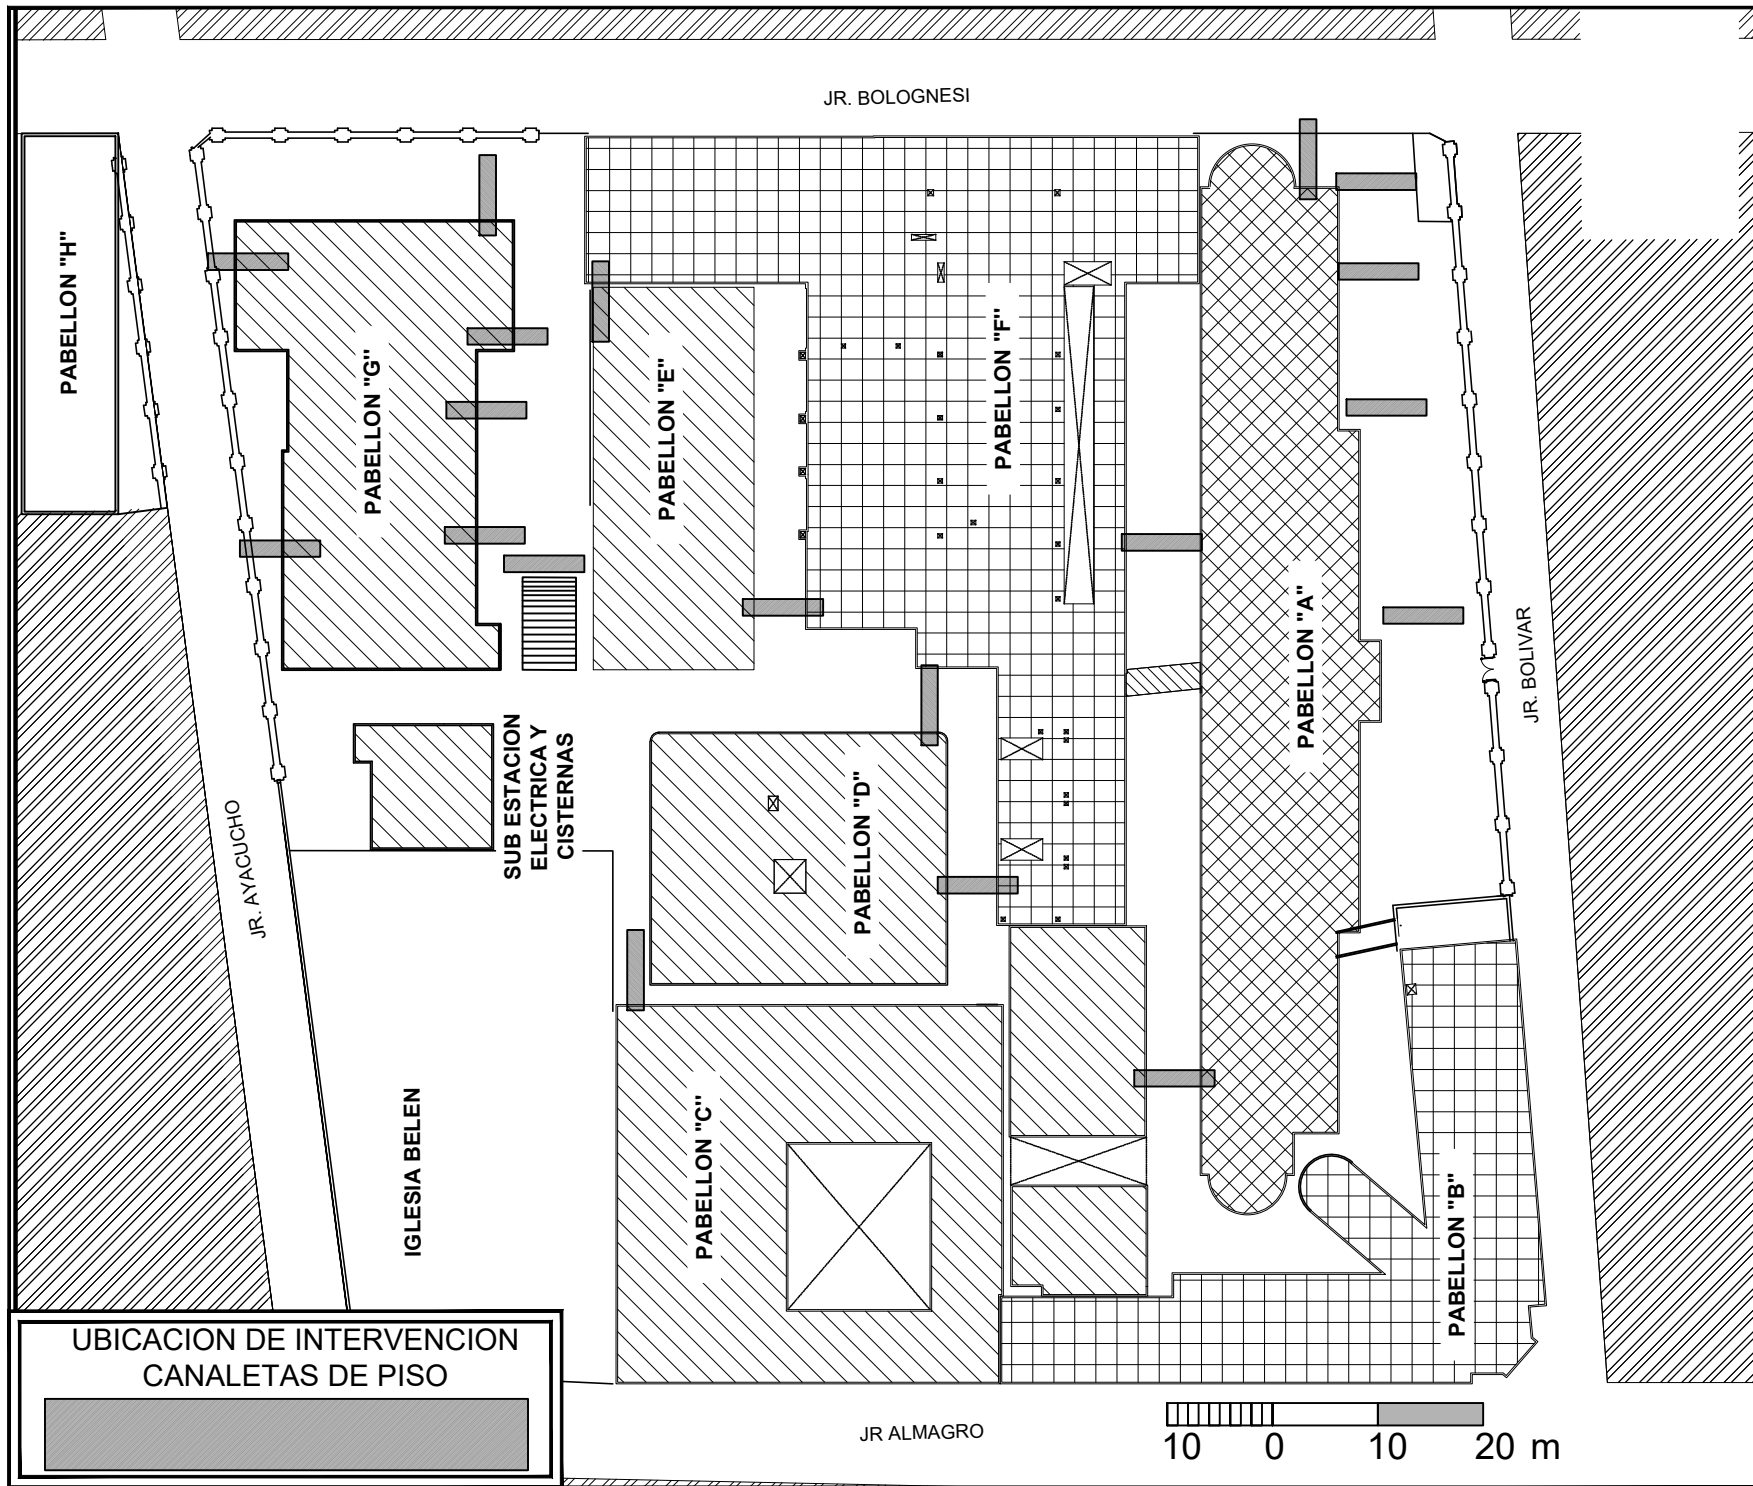 JR. BOLOGNESI
PABELLON "H"
PABELLON "G"
PABELLON "E"
PABELLON "F"
PABELLON "A"
JR. BOLIVAR
SUB ESTACION
ELECTRICA Y
CISTERNAS
PABELLON "D"
JR. AYACUCHO
IGLESIA BELEN
PABELLON "C"
PABELLON "B"
UBICACION DE INTERVENCION
CANALETAS DE PISO
JR ALMAGRO
10 0 10 20 m